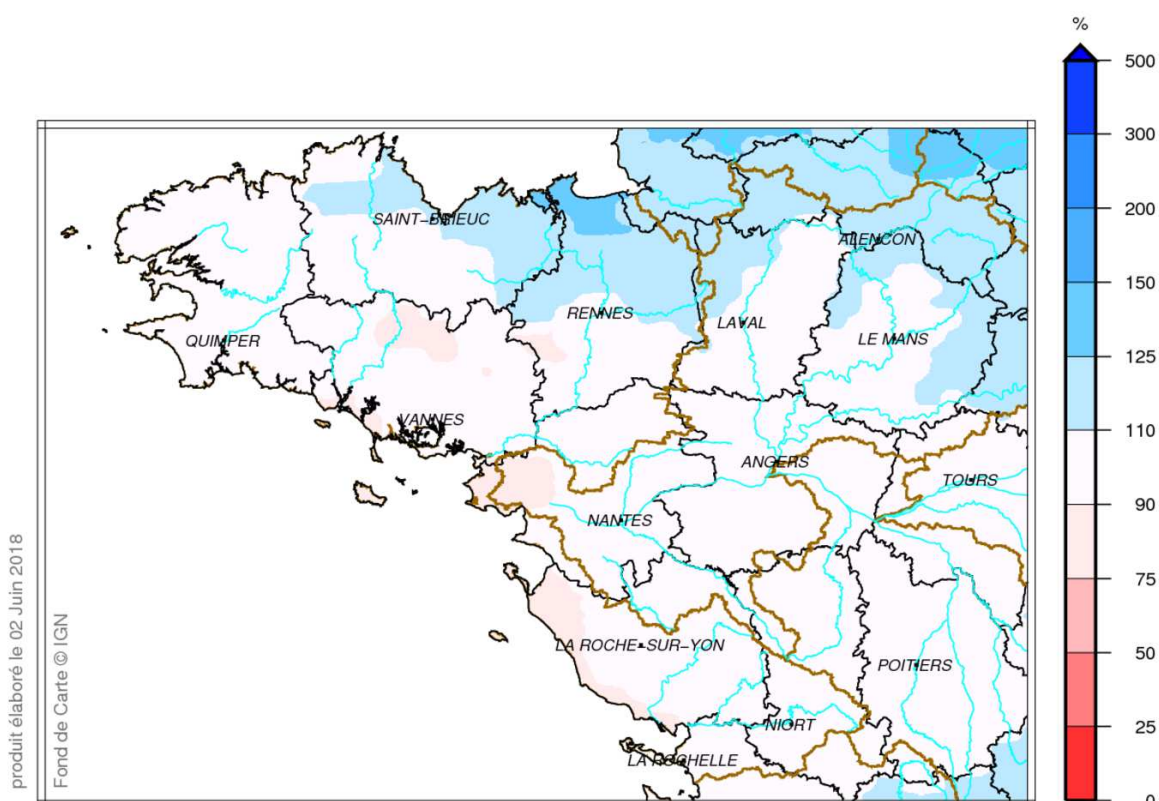 %
500
300
200
150
125
110
90
75
50
25
0
SAINT-BRIEUC
ALENCON
RENNES
LAVAL
QUIMPER
LE MANS
VANNES
ANGERS
TOURS
NANTES
LA ROCHE-SUR-YON
POITIERS
NIORT
LA ROCHELLE
produit élaboré le 02 Juin 2018
Fond de Carte © IGN